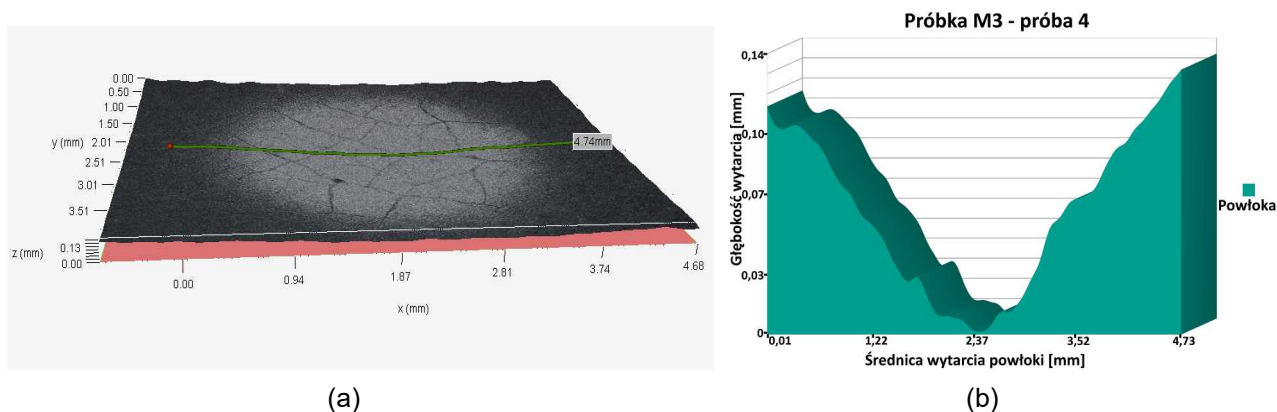 0.00
0.50
1.00
1.50
y (mm) 2.01
2.51
3.01
3.51
z (mm) 0.13
0.00
4.74mm
0.00 0.94 1.87 2.81 3.74 4.68
x (mm)
(a)
Próbka M3 - próba 4
Głębokość wytarcia [mm]
0,14
0,10
0,07
0,03
0
0,01 1,22 2,37 3,52 4,73
Średnica wytarcia powłoki [mm]
Powłoka
(b)